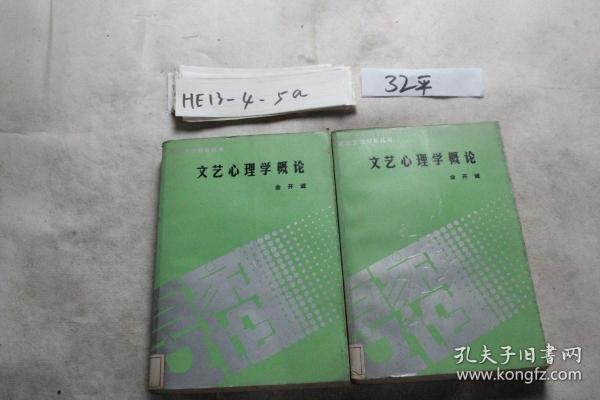 HE13-4-5a
32平
文艺心理学概论
金开诚
文艺心理学概论
金开诚
孔夫子旧书网
www.kongfz.com